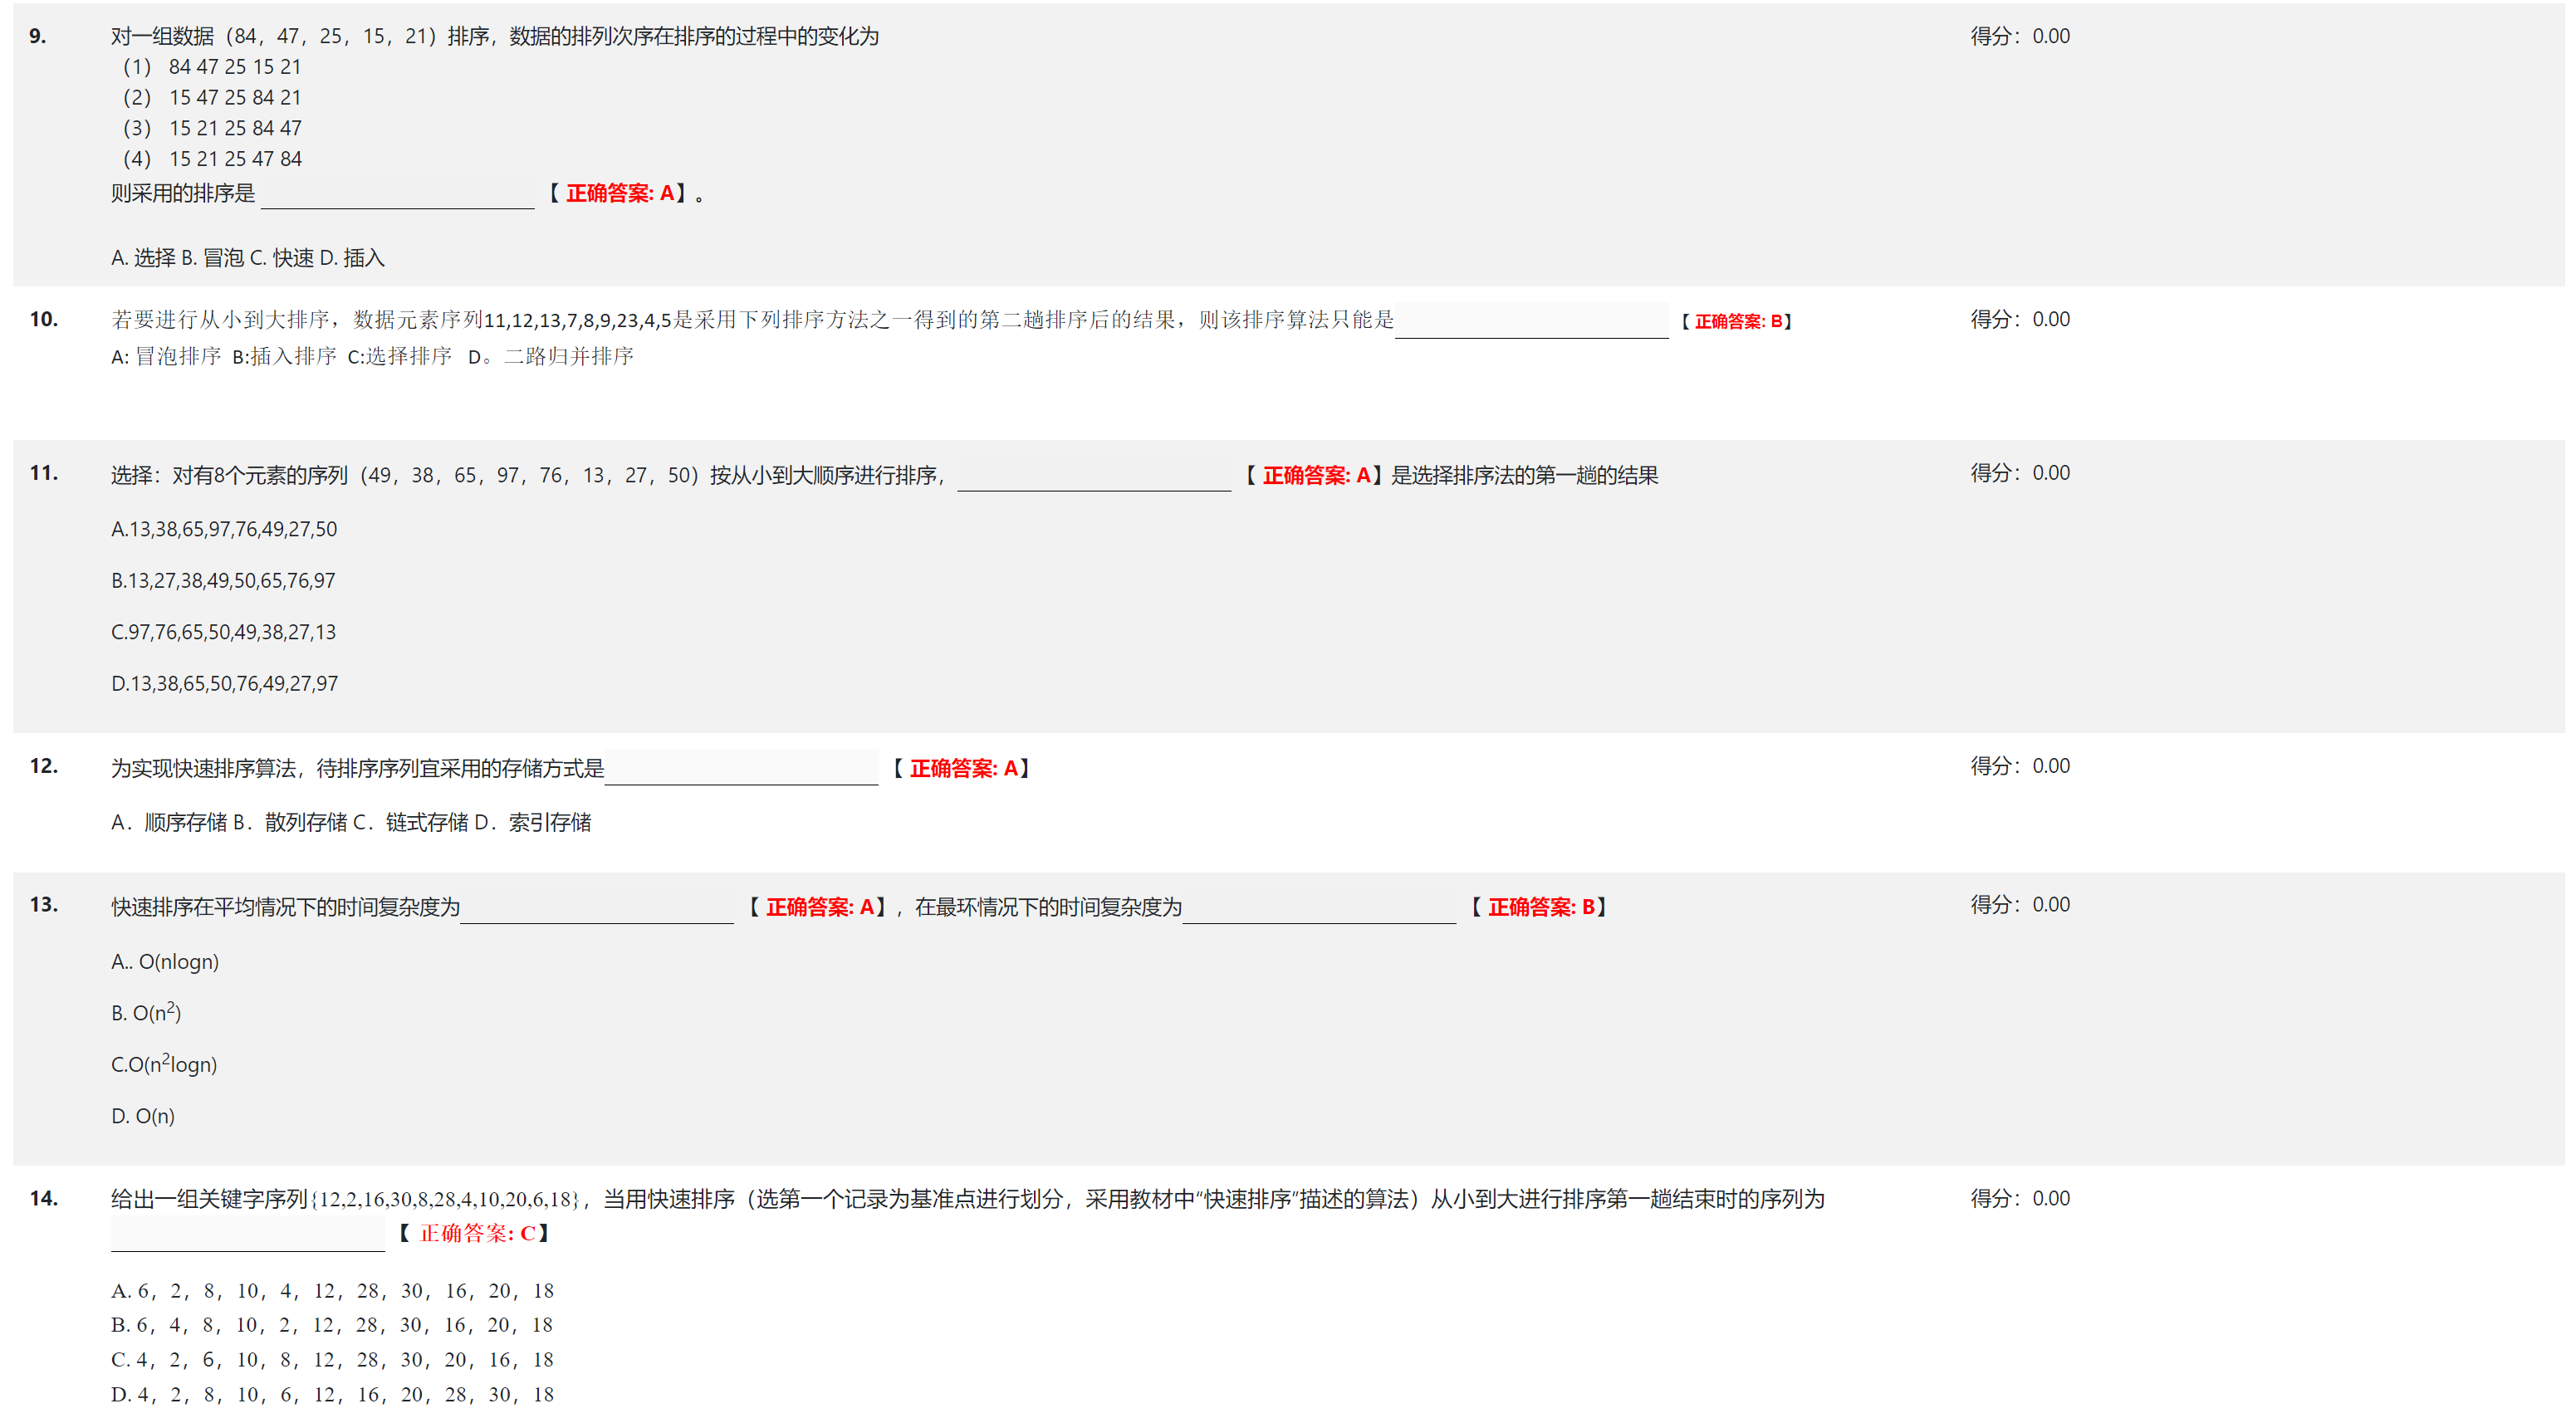 9. 对一组数据（84，47，25，15，21）排序，数据的排列次序在排序的过程中的变化为 得分：0.00
（1） 84 47 25 15 21
（2） 15 47 25 84 21
（3） 15 21 25 84 47
（4） 15 21 25 47 84
则采用的排序是 【 正确答案: A】。
A. 选择 B. 冒泡 C. 快速 D. 插入
10. 若要进行从小到大排序，数据元素序列11,12,13,7,8,9,23,4,5是采用下列排序方法之一得到的第二趟排序后的结果，则该排序算法只能是 【 正确答案: B】 得分：0.00
A: 冒泡排序 B:插入排序 C:选择排序 D。二路归并排序
11. 选择：对有8个元素的序列（49，38，65，97，76，13，27，50）按从小到大顺序进行排序， 【 正确答案: A】是选择排序法的第一趟的结果 得分：0.00
A.13,38,65,97,76,49,27,50
B.13,27,38,49,50,65,76,97
C.97,76,65,50,49,38,27,13
D.13,38,65,50,76,49,27,97
12. 为实现快速排序算法，待排序序列宜采用的存储方式是 【 正确答案: A】 得分：0.00
A．顺序存储 B．散列存储 C．链式存储 D．索引存储
13. 快速排序在平均情况下的时间复杂度为 【 正确答案: A】，在最环情况下的时间复杂度为 【 正确答案: B】 得分：0.00
A.. O(nlogn)
B. O(n²)
C.O(n²logn)
D. O(n)
14. 给出一组关键字序列{12,2,16,30,8,28,4,10,20,6,18}，当用快速排序（选第一个记录为基准点进行划分，采用教材中“快速排序”描述的算法）从小到大进行排序第一趟结束时的序列为 得分：0.00
【 正确答案: C】
A. 6，2，8，10，4，12，28，30，16，20，18
B. 6，4，8，10，2，12，28，30，16，20，18
C. 4，2，6，10，8，12，28，30，20，16，18
D. 4，2，8，10，6，12，16，20，28，30，18